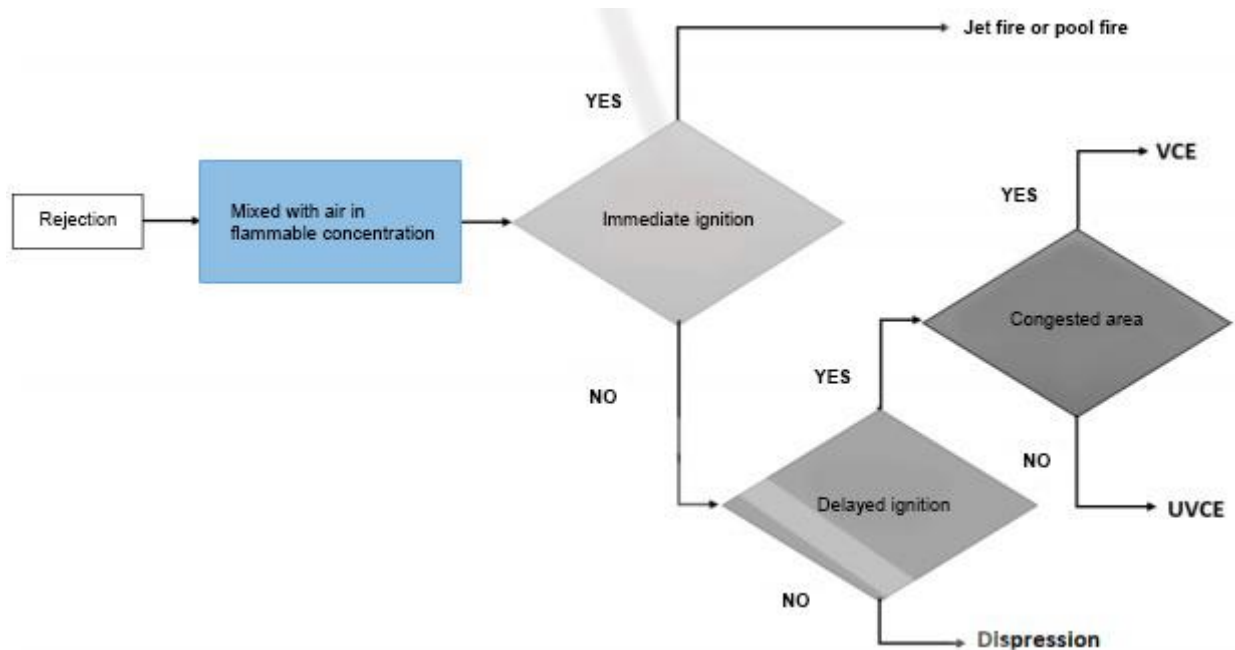 Jet fire or pool fire
YES
VCE
YES
Rejection
Mixed with air in
flammable concentration
Immediate ignition
Congested area
YES
NO
NO
Delayed ignition
UVCE
NO
Dispression